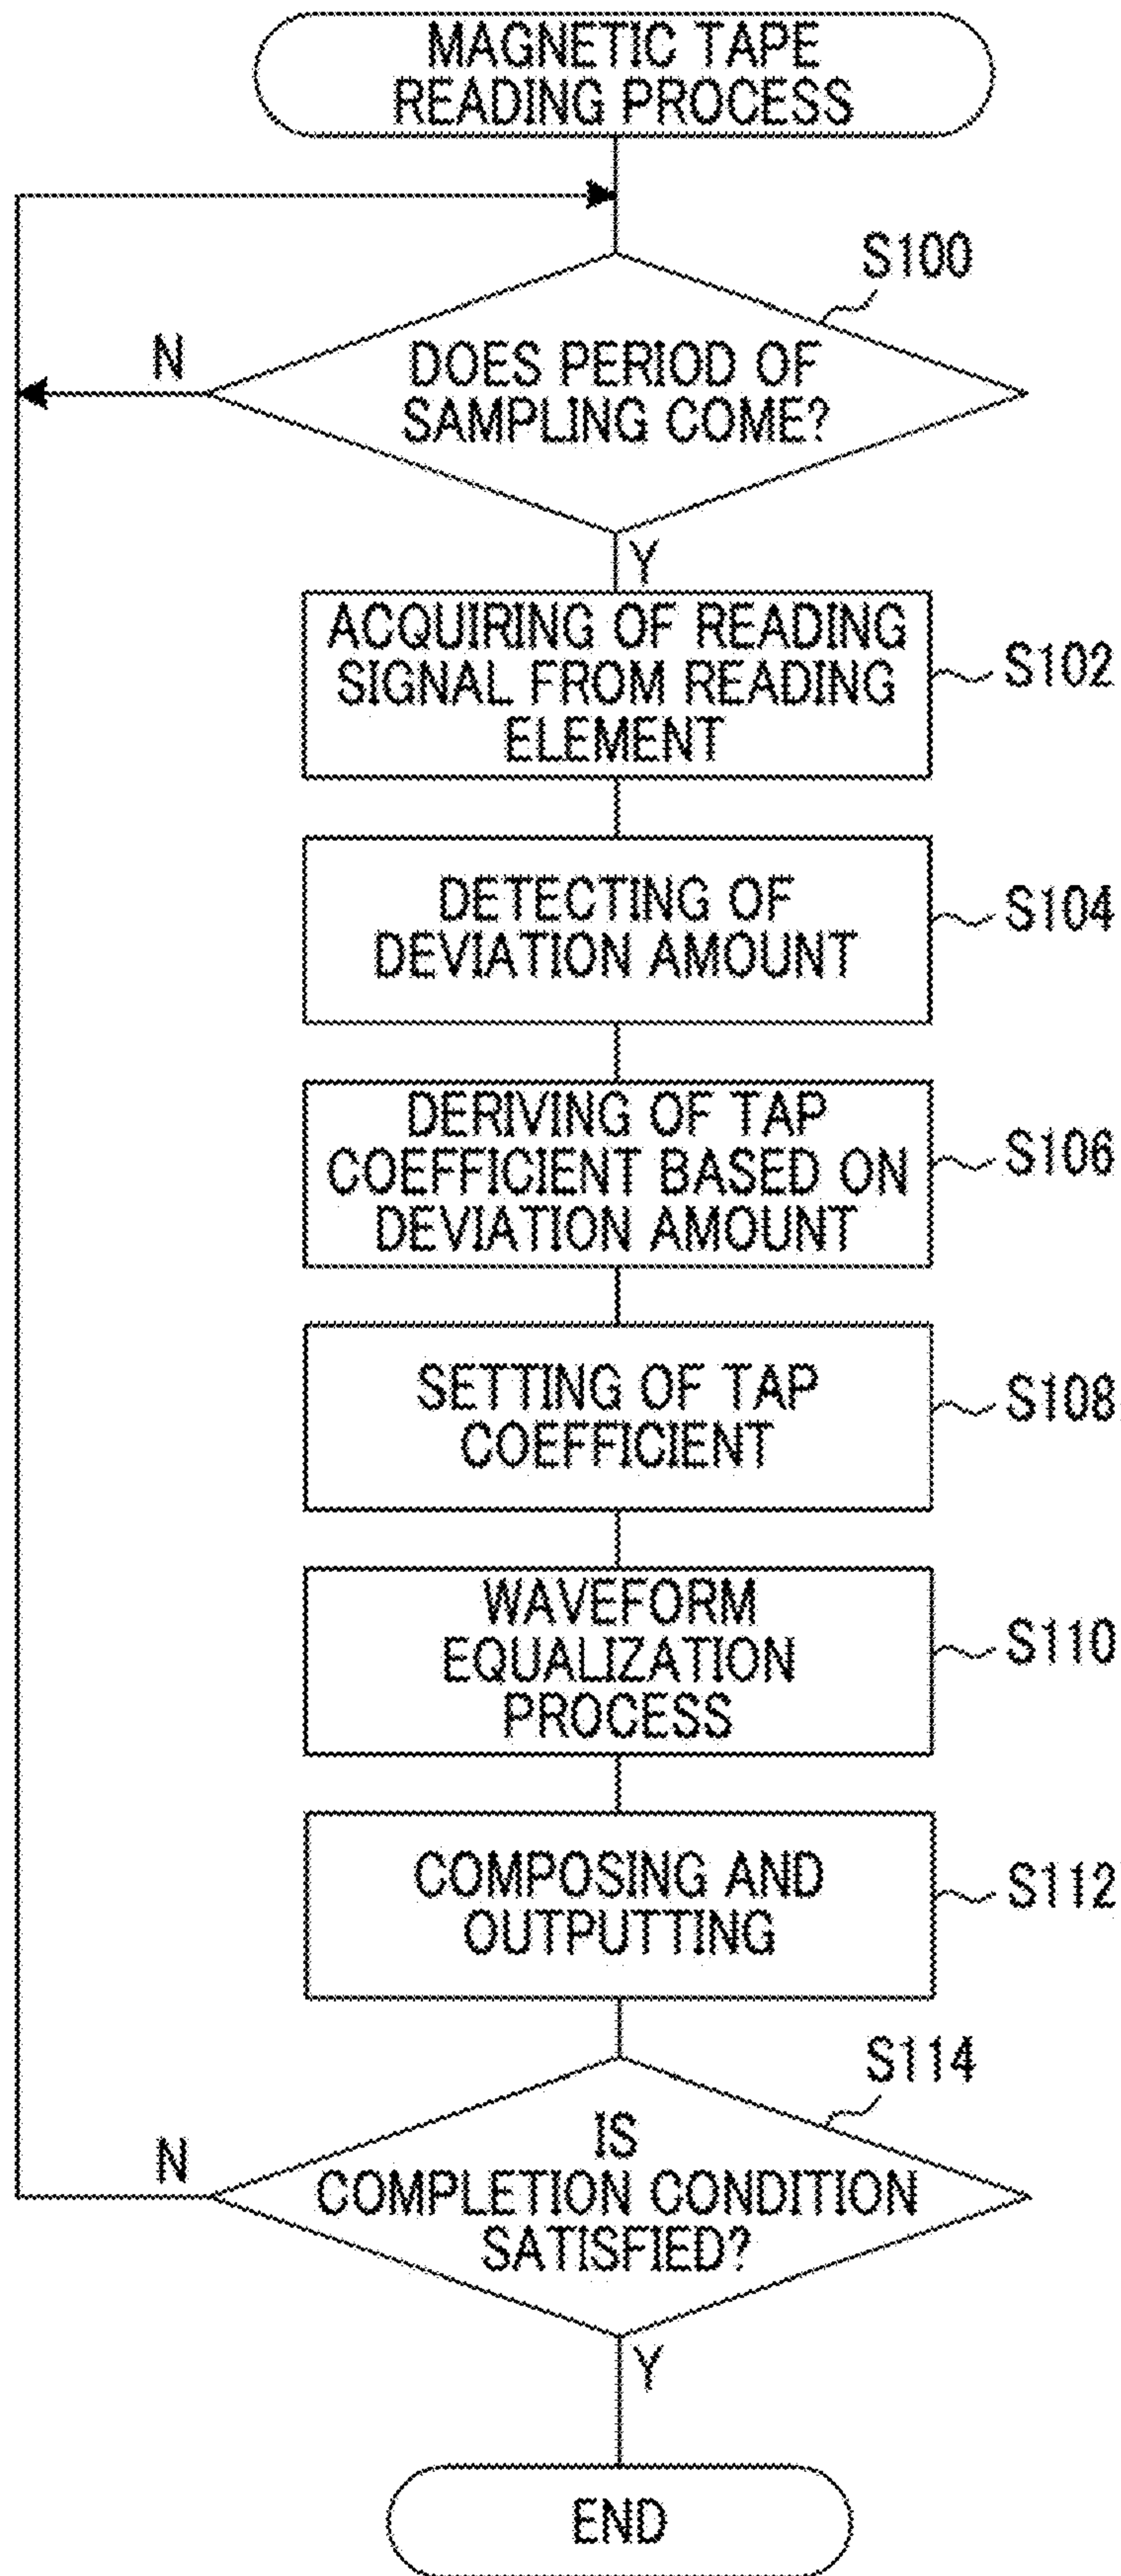 MAGNETIC TAPE
READING PROCESS
S100
N
DOES PERIOD OF
SAMPLING COME?
Y
ACQUIRING OF READING
SIGNAL FROM READING
ELEMENT
S102
DETECTING OF
DEVIATION AMOUNT
S104
DERIVING OF TAP
COEFFICIENT BASED ON
DEVIATION AMOUNT
S106
SETTING OF TAP
COEFFICIENT
S108
WAVEFORM
EQUALIZATION
PROCESS
S110
COMPOSING AND
OUTPUTTING
S112
S114
N
IS
COMPLETION CONDITION
SATISFIED?
Y
END